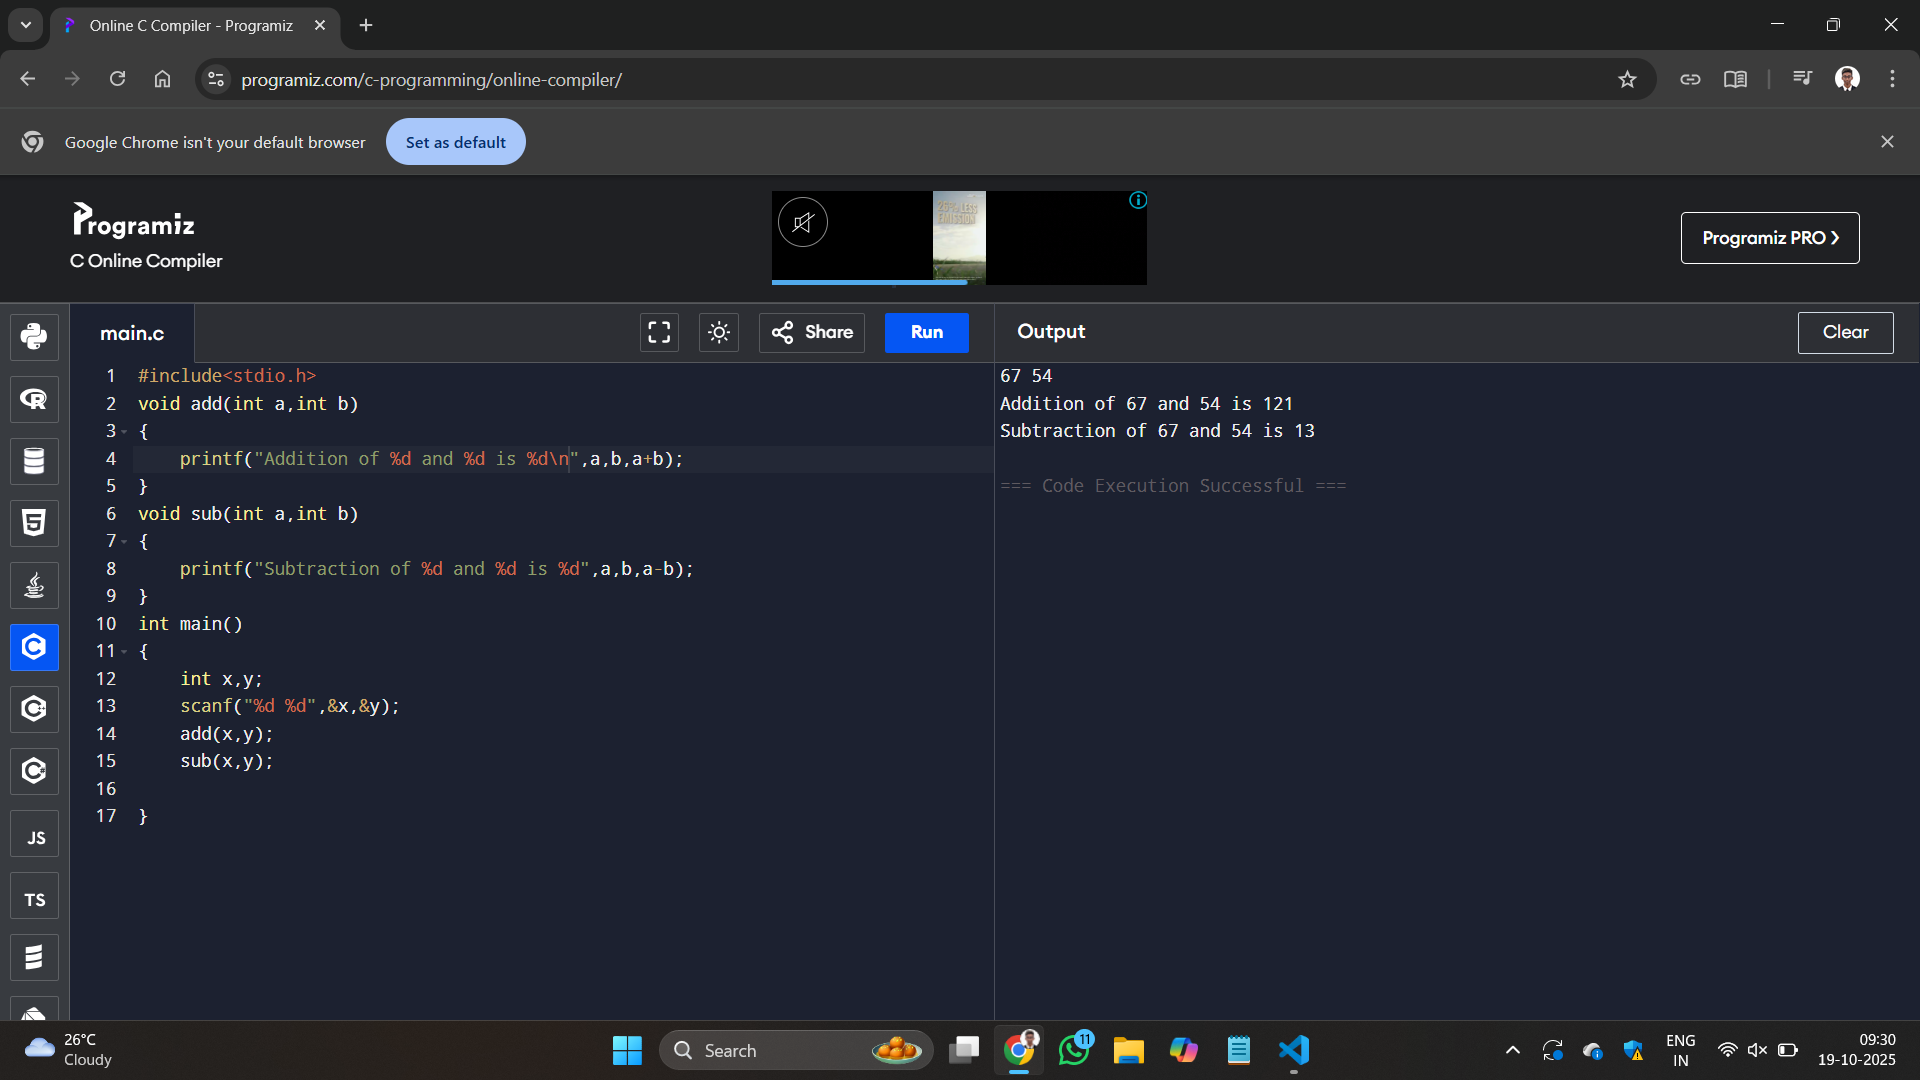 Online C Compiler - Programiz
programiz.com/c-programming/online-compiler/
Google Chrome isn't your default browser
Set as default
Programiz
C Online Compiler
25% LESS
EMISSION
Programiz PRO ❯
main.c
Share
Run
Output
Clear
1 #include<stdio.h>
2 void add(int a,int b)
3 {
4     printf("Addition of %d and %d is %d\n",a,b,a+b);
5 }
6 void sub(int a,int b)
7 {
8     printf("Subtraction of %d and %d is %d",a,b,a-b);
9 }
10 int main()
11 {
12     int x,y;
13     scanf("%d %d",&x,&y);
14     add(x,y);
15     sub(x,y);
16
17 }
67 54
Addition of 67 and 54 is 121
Subtraction of 67 and 54 is 13
=== Code Execution Successful ===
JS
TS
26°C
Cloudy
Search
11
ENG
IN
09:30
19-10-2025